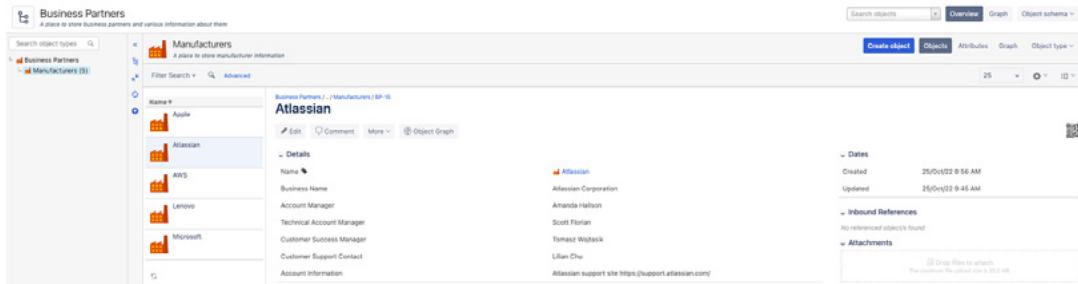 Business Partners
A place to store business partners and various information about them
Search objects
Overview
Graph
Object schema
Search object types
Business Partners
Manufacturers (5)
Manufacturers
A place to store manufacturer information
Create object
Objects
Attributes
Graph
Object type
Filter Search
Advanced
25
Name
Apple
Atlassian
AWS
Lenovo
Microsoft
Business Partners / .. / Manufacturers / BP-15
Atlassian
Edit
Comment
More
Object Graph
Details
Name
Atlassian
Business Name
Atlassian Corporation
Account Manager
Amanda Hailson
Technical Account Manager
Scott Florian
Customer Success Manager
Tomasz
Customer Support Contact
Lilian Chu
Account Information
Atlassian support site https://support.atlassian.com/
Dates
Created
25/Oct/22 8:56 AM
Updated
25/Oct/22 9:45 AM
Inbound References
No referenced object/s found
Attachments
Drop files to attach